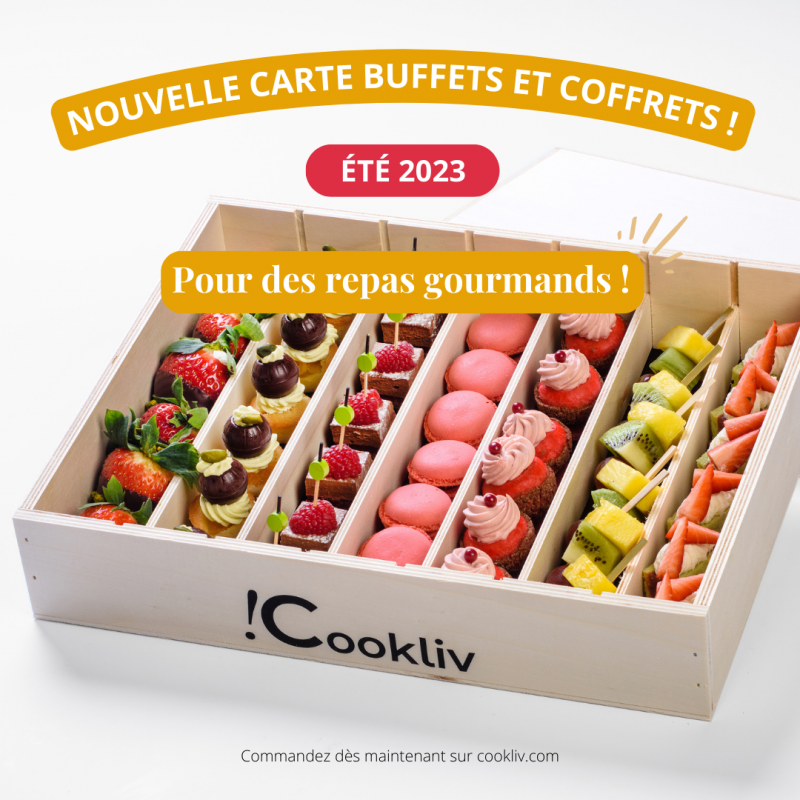 NOUVELLE CARTE BUFFETS ET COFFRETS !
ÉTÉ 2023
Pour des repas gourmands !
!Cookliv
Commandez dès maintenant sur cookliv.com